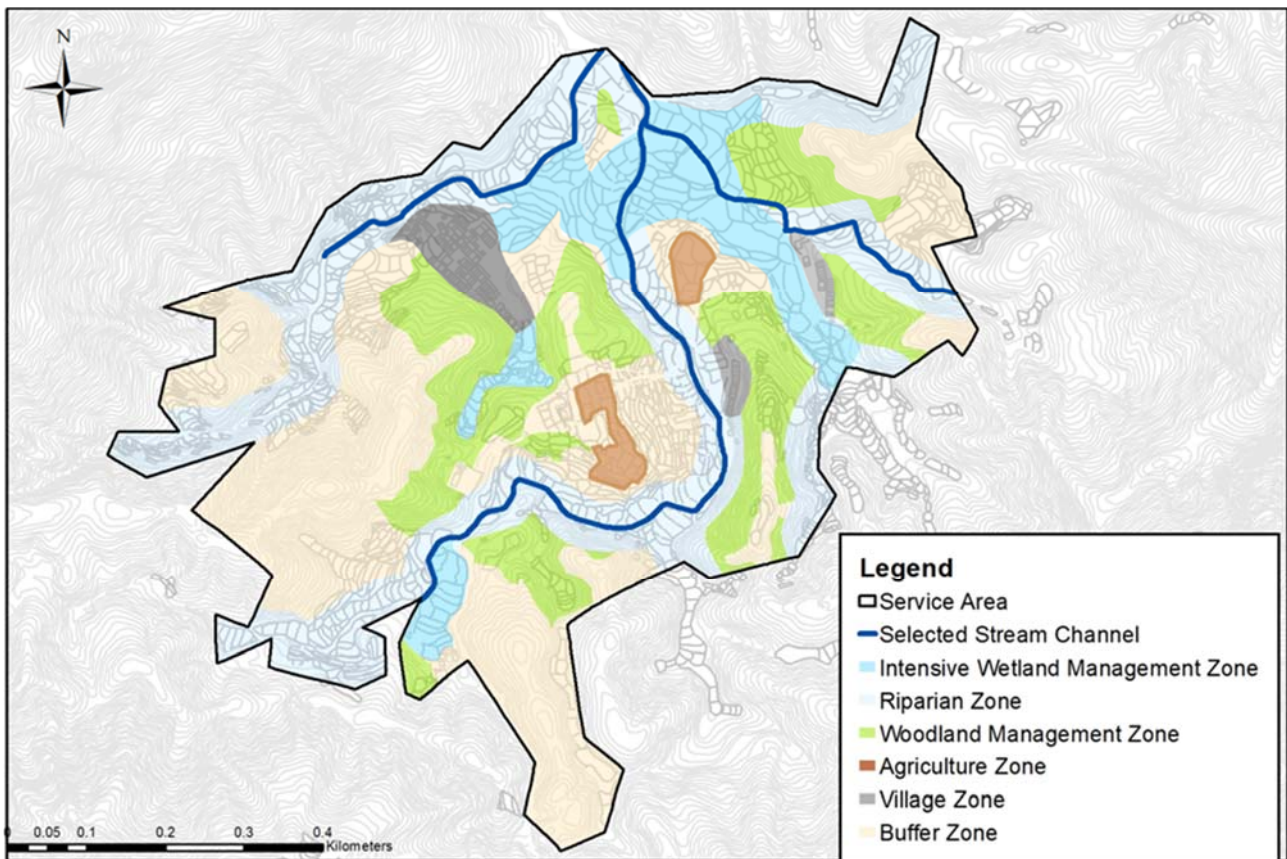 N
Legend
Service Area
Selected Stream Channel
Intensive Wetland Management Zone
Riparian Zone
Woodland Management Zone
Agriculture Zone
Village Zone
Buffer Zone
0 0.05 0.1 0.2 0.3 0.4
Kilometers